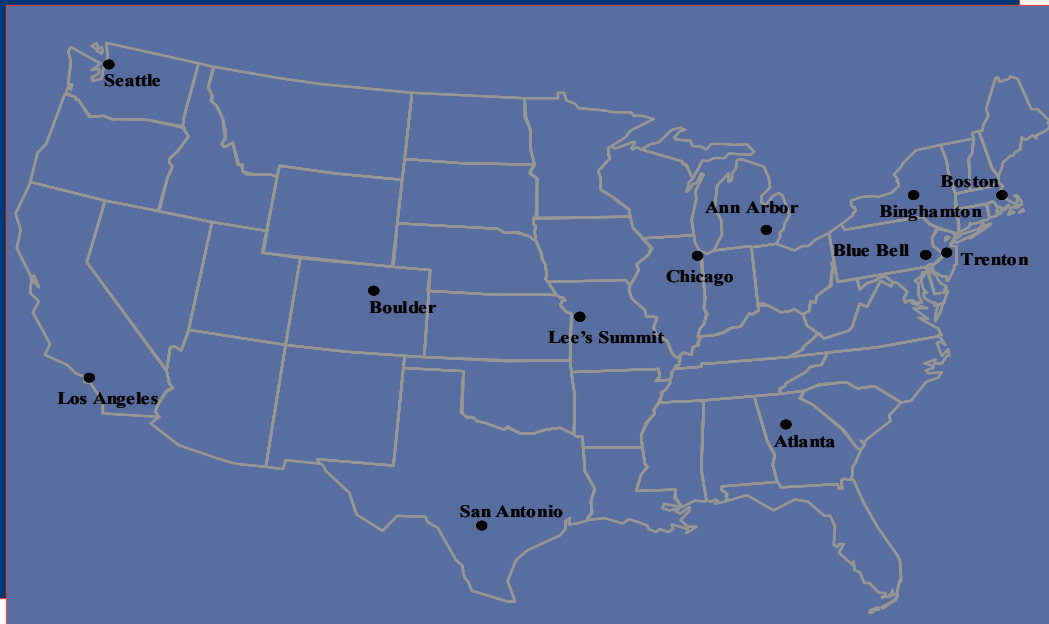 Seattle
Boston
Ann Arbor
Binghamton
Blue Bell
Trenton
Chicago
Boulder
Lee's Summit
Los Angeles
Atlanta
San Antonio